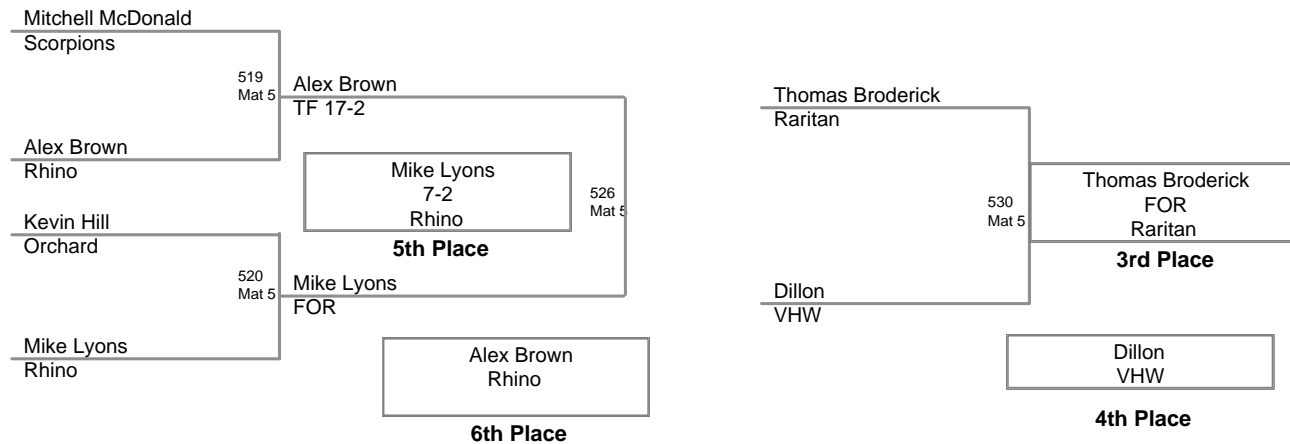 Mitchell McDonald
Scorpions
519
Mat 5
Alex Brown
TF 17-2
Alex Brown
Rhino
Mike Lyons
7-2
Rhino
5th Place
526
Mat 5
Kevin Hill
Orchard
520
Mat 5
Mike Lyons
FOR
Mike Lyons
Rhino
Alex Brown
Rhino
6th Place
Thomas Broderick
Raritan
530
Mat 5
Thomas Broderick
FOR
Raritan
3rd Place
Dillon
VHW
Dillon
VHW
4th Place